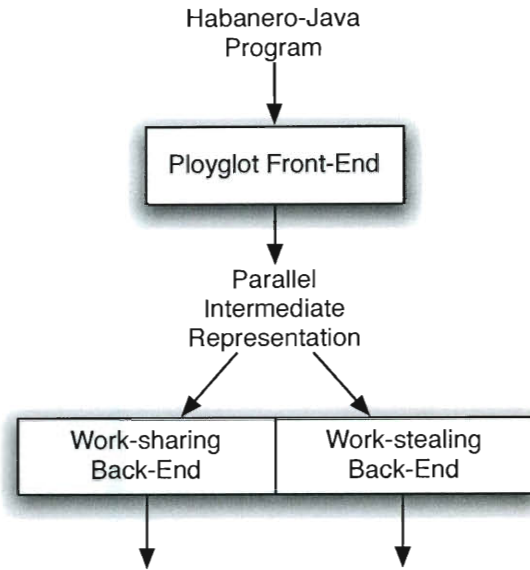 Habanero-Java
Program
Ployglot Front-End
Parallel
Intermediate
Representation
Work-sharing
Back-End
Work-stealing
Back-End